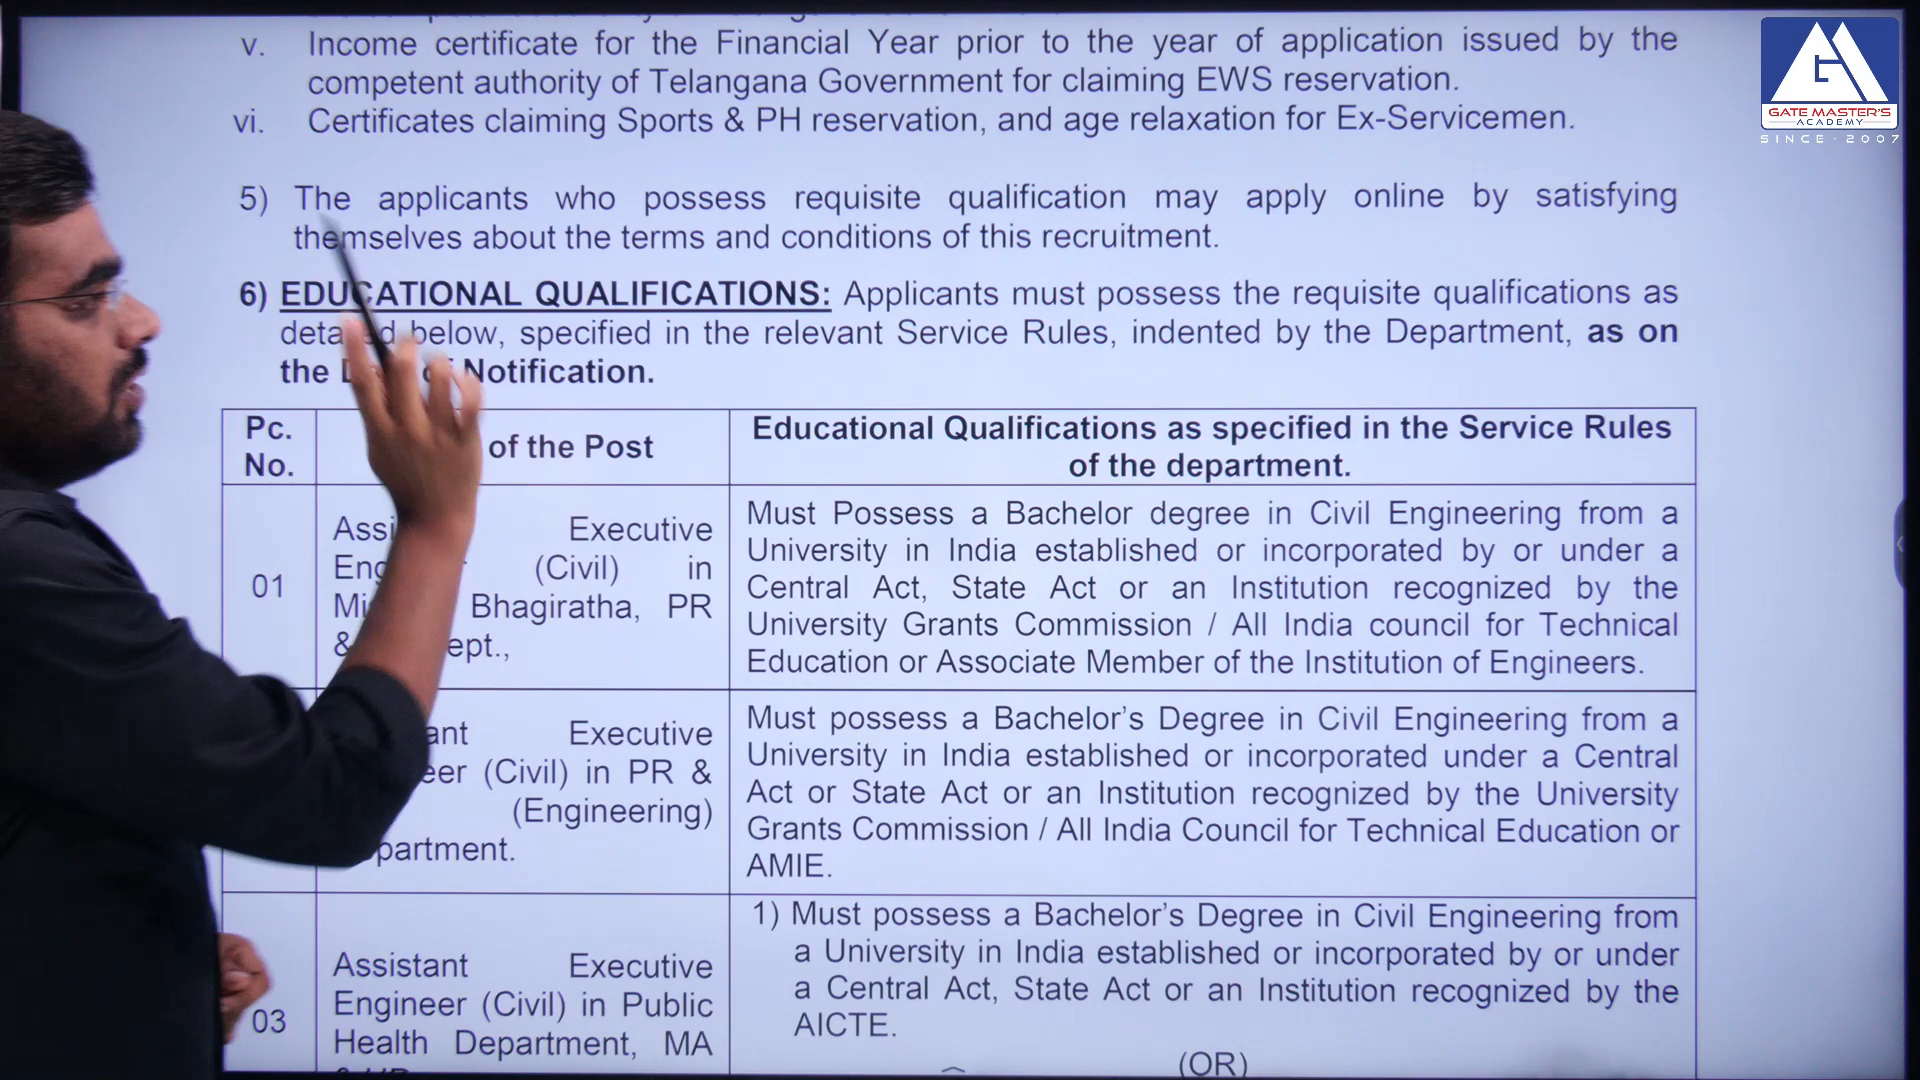 v. Income certificate for the Financial Year prior to the year of application issued by the
competent authority of Telangana Government for claiming EWS reservation.
vi. Certificates claiming Sports & PH reservation, and age relaxation for Ex-Servicemen.
5) The applicants who possess requisite qualification may apply online by satisfying
themselves about the terms and conditions of this recruitment.
6) EDUCATIONAL QUALIFICATIONS: Applicants must possess the requisite qualifications as
below, specified in the relevant Service Rules, indented by the Department, as on
the Notification.
Pc.
No.
of the Post
Educational Qualifications as specified in the Service Rules
of the department.
01
Executive
(Civil) in
Bhagiratha, PR
&
Must Possess a Bachelor degree in Civil Engineering from a
University in India established or incorporated by or under a
Central Act, State Act or an Institution recognized by the
University Grants Commission / All India council for Technical
Education or Associate Member of the Institution of Engineers.
Executive
(Civil) in PR &
(Engineering)
Must possess a Bachelor's Degree in Civil Engineering from a
University in India established or incorporated under a Central
Act or State Act or an Institution recognized by the University
Grants Commission / All India Council for Technical Education or
AMIE.
03
Assistant Executive
Engineer (Civil) in Public
Health Department, MA
1) Must possess a Bachelor's Degree in Civil Engineering from
a University in India established or incorporated by or under
a Central Act, State Act or an Institution recognized by the
AICTE.
(OR)
GATE MASTER'S
ACADEMY
SINCE-2007